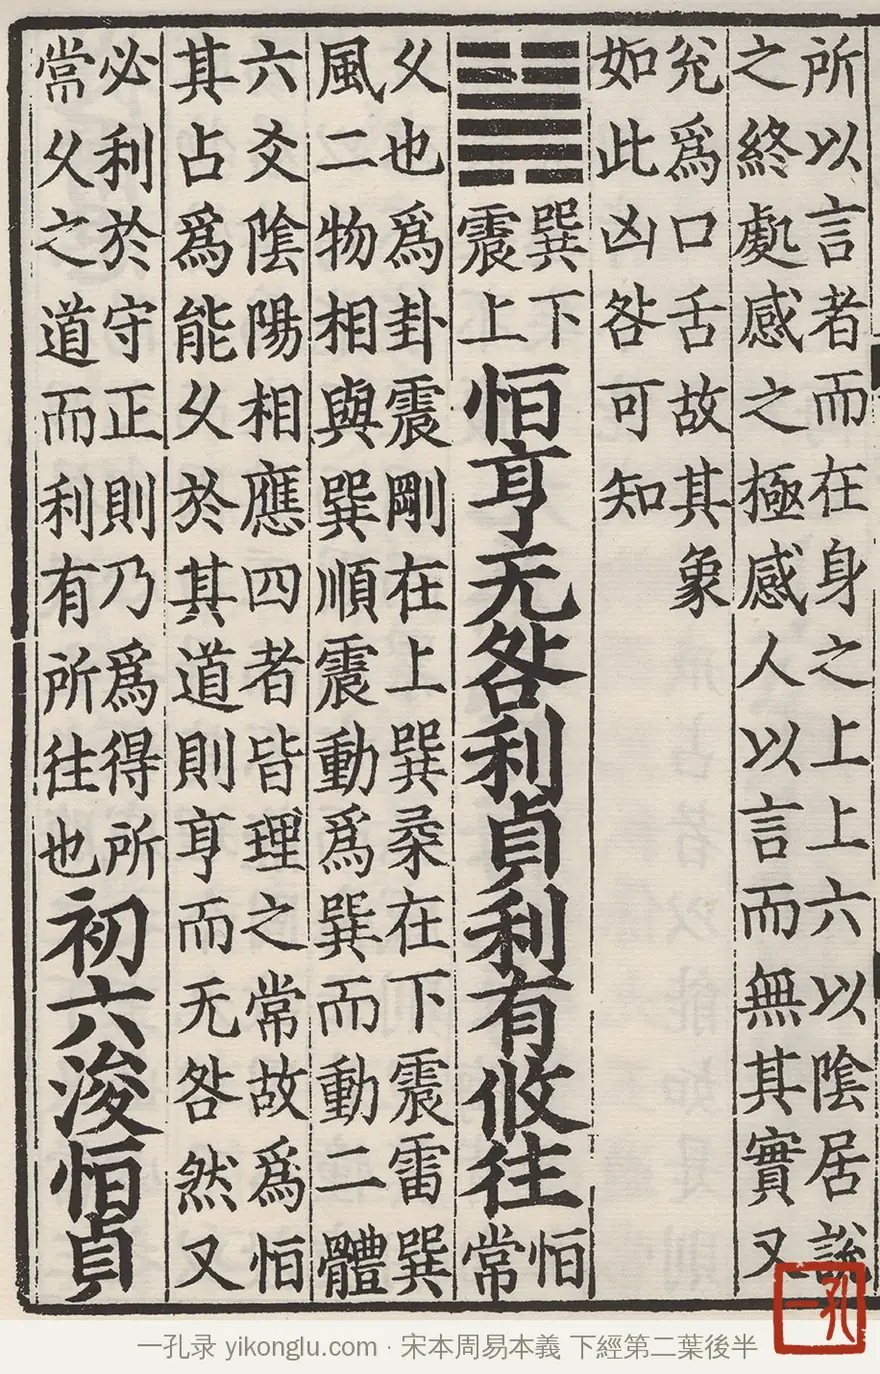 所以言者而在身之上上六以陰居說
之終處感之極感人以言而無其實又
兊爲口舌故其象
如此凶咎可知
䷟
巽下
震上
恒亨无咎利貞利有攸往
恒
常
久也爲卦震剛在上巽柔在下震雷巽
風二物相與巽順震動爲巽而動二體
六爻陰陽相應四者皆理之常故爲恒
其占爲能久於其道則亨而无咎然又
必利於守正則乃爲得所
常久之道而利有所往也
初六浚恒貞
一孔
一孔录 yikonglu.com · 宋本周易本義 下經第二葉後半